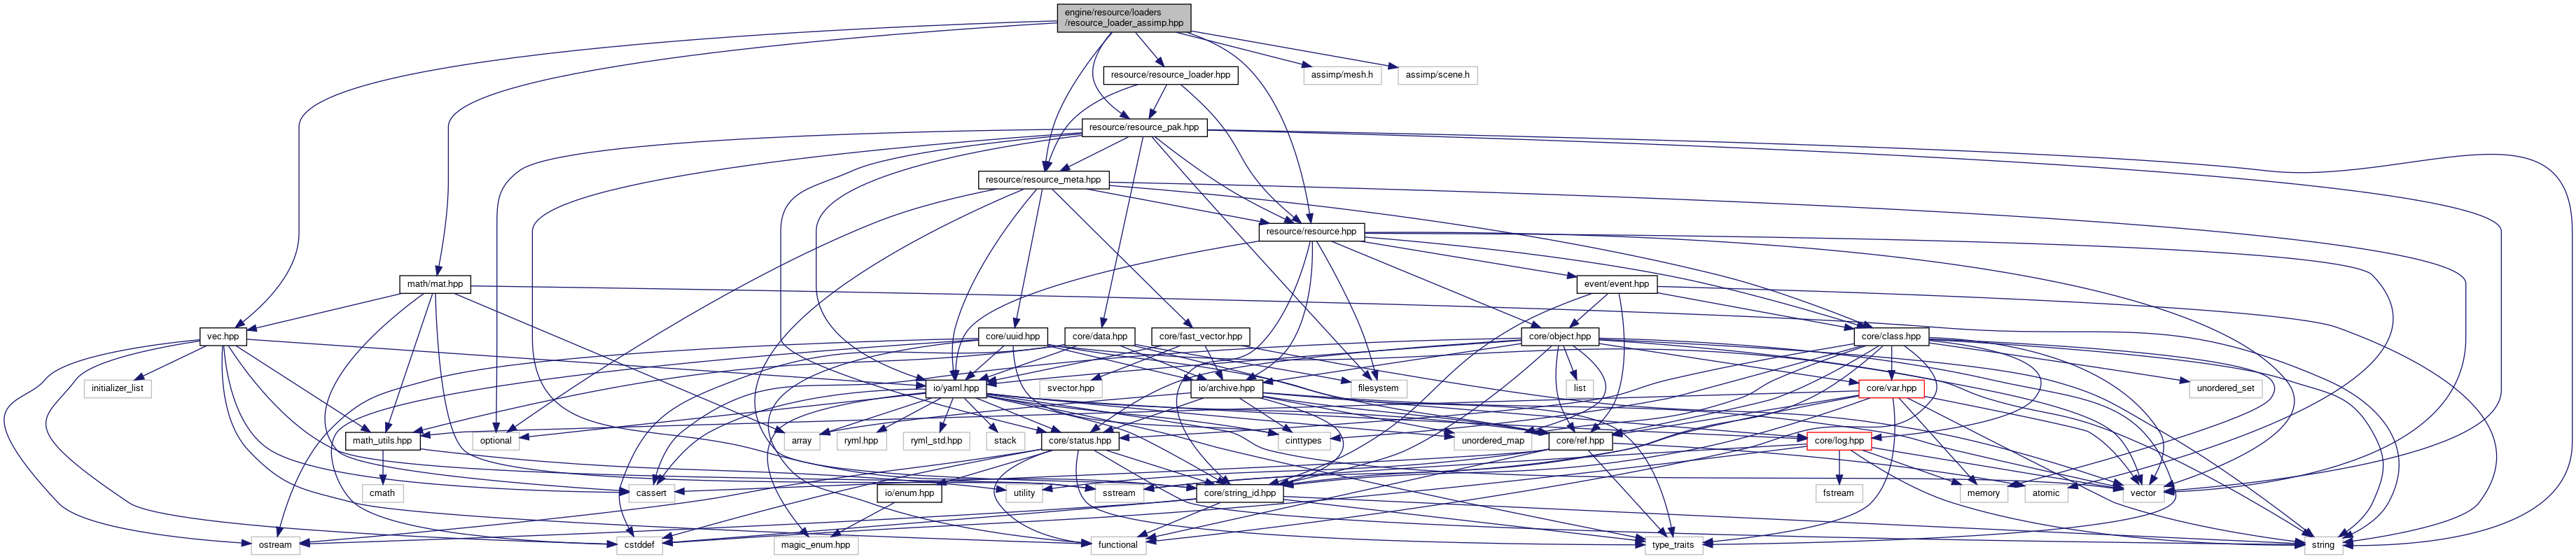 engine/resource/loaders
/resource_loader_assimp.hpp
resource/resource_loader.hpp
assimp/mesh.h
assimp/scene.h
resource/resource_pak.hpp
resource/resource_meta.hpp
resource/resource.hpp
math/mat.hpp
event/event.hpp
vec.hpp
core/uuid.hpp
core/data.hpp
core/fast_vector.hpp
core/object.hpp
core/class.hpp
initializer_list
io/yaml.hpp
svector.hpp
io/archive.hpp
filesystem
list
core/var.hpp
unordered_set
math_utils.hpp
optional
array
ryml.hpp
ryml_std.hpp
stack
core/status.hpp
cinttypes
unordered_map
core/ref.hpp
core/log.hpp
cmath
cassert
io/enum.hpp
utility
sstream
core/string_id.hpp
fstream
memory
atomic
vector
ostream
cstddef
magic_enum.hpp
functional
type_traits
string